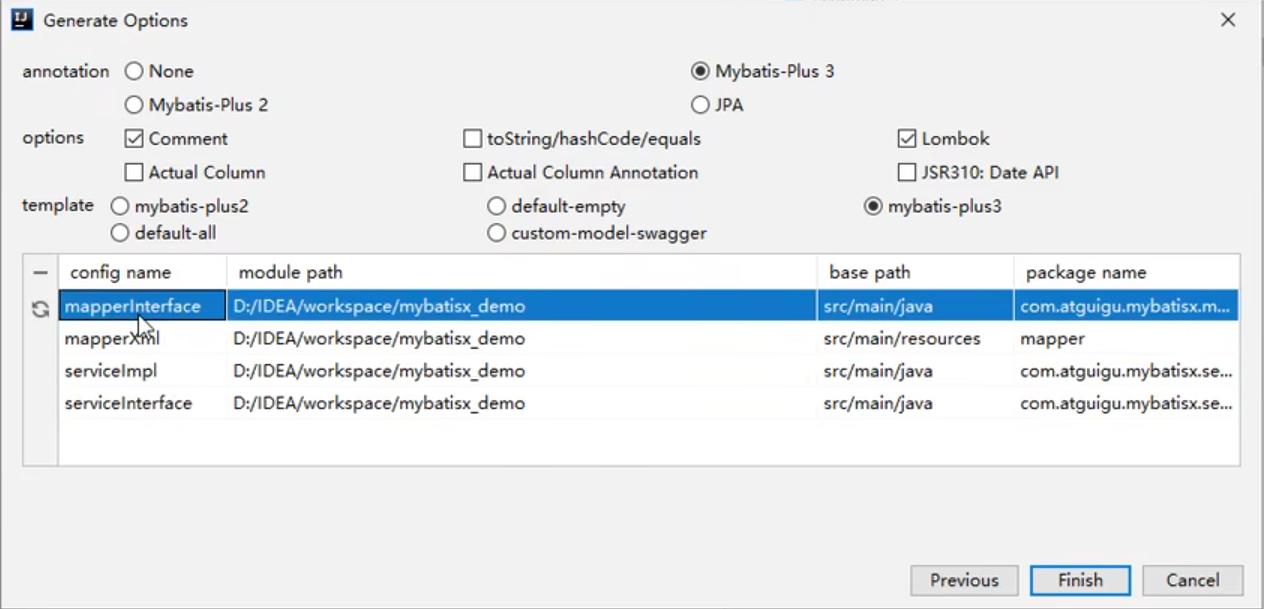 Generate Options
annotation None Mybatis-Plus 3
Mybatis-Plus 2 JPA
options Comment toString/hashCode/equals Lombok
Actual Column Actual Column Annotation JSR310: Date API
template mybatis-plus2 default-empty mybatis-plus3
default-all custom-model-swagger
config name module path base path package name
mapperInterface D:/IDEA/workspace/mybatisx_demo src/main/java com.atguigu.mybatisx.m...
mapperXml D:/IDEA/workspace/mybatisx_demo src/main/resources mapper
serviceImpl D:/IDEA/workspace/mybatisx_demo src/main/java com.atguigu.mybatisx.se...
serviceInterface D:/IDEA/workspace/mybatisx_demo src/main/java com.atguigu.mybatisx.se...
Previous Finish Cancel